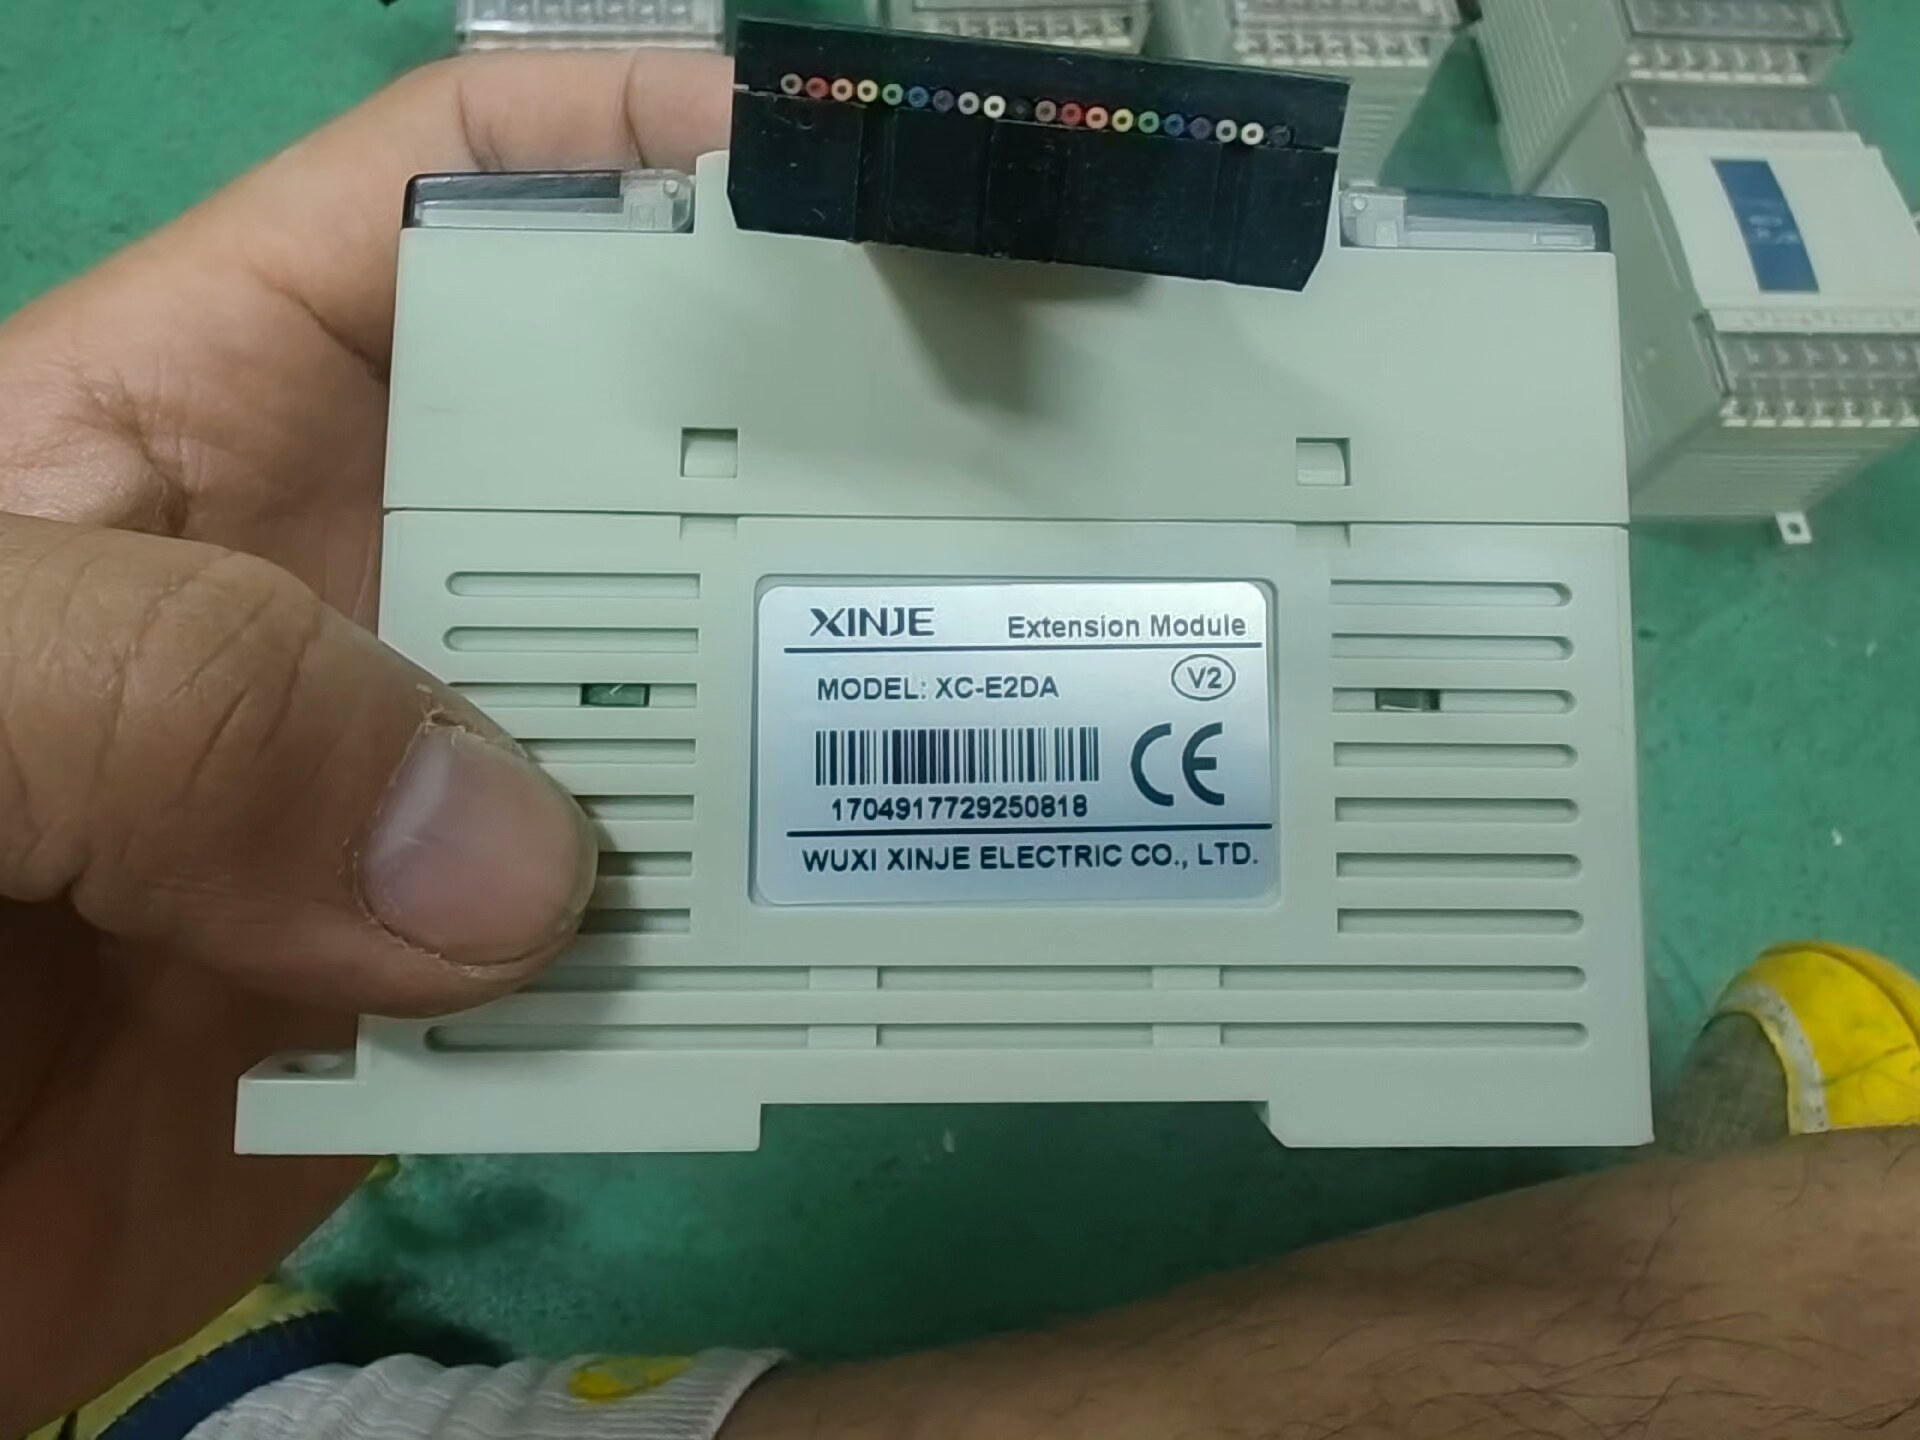 XINJE Extension Module
MODEL: XC-E2DA V2
CE
1704917729250818
WUXI XINJE ELECTRIC CO., LTD.